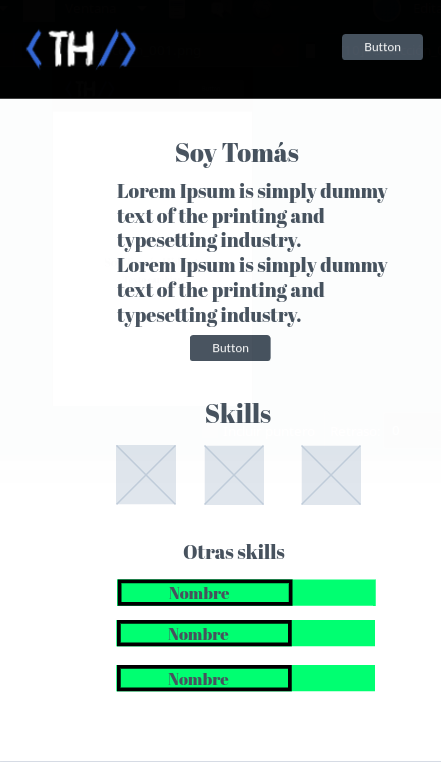 <TH/>
Button
Soy Tomás
Lorem Ipsum is simply dummy
text of the printing and
typesetting industry.
Lorem Ipsum is simply dummy
text of the printing and
typesetting industry.
Button
Skills
Otras skills
Nombre
Nombre
Nombre